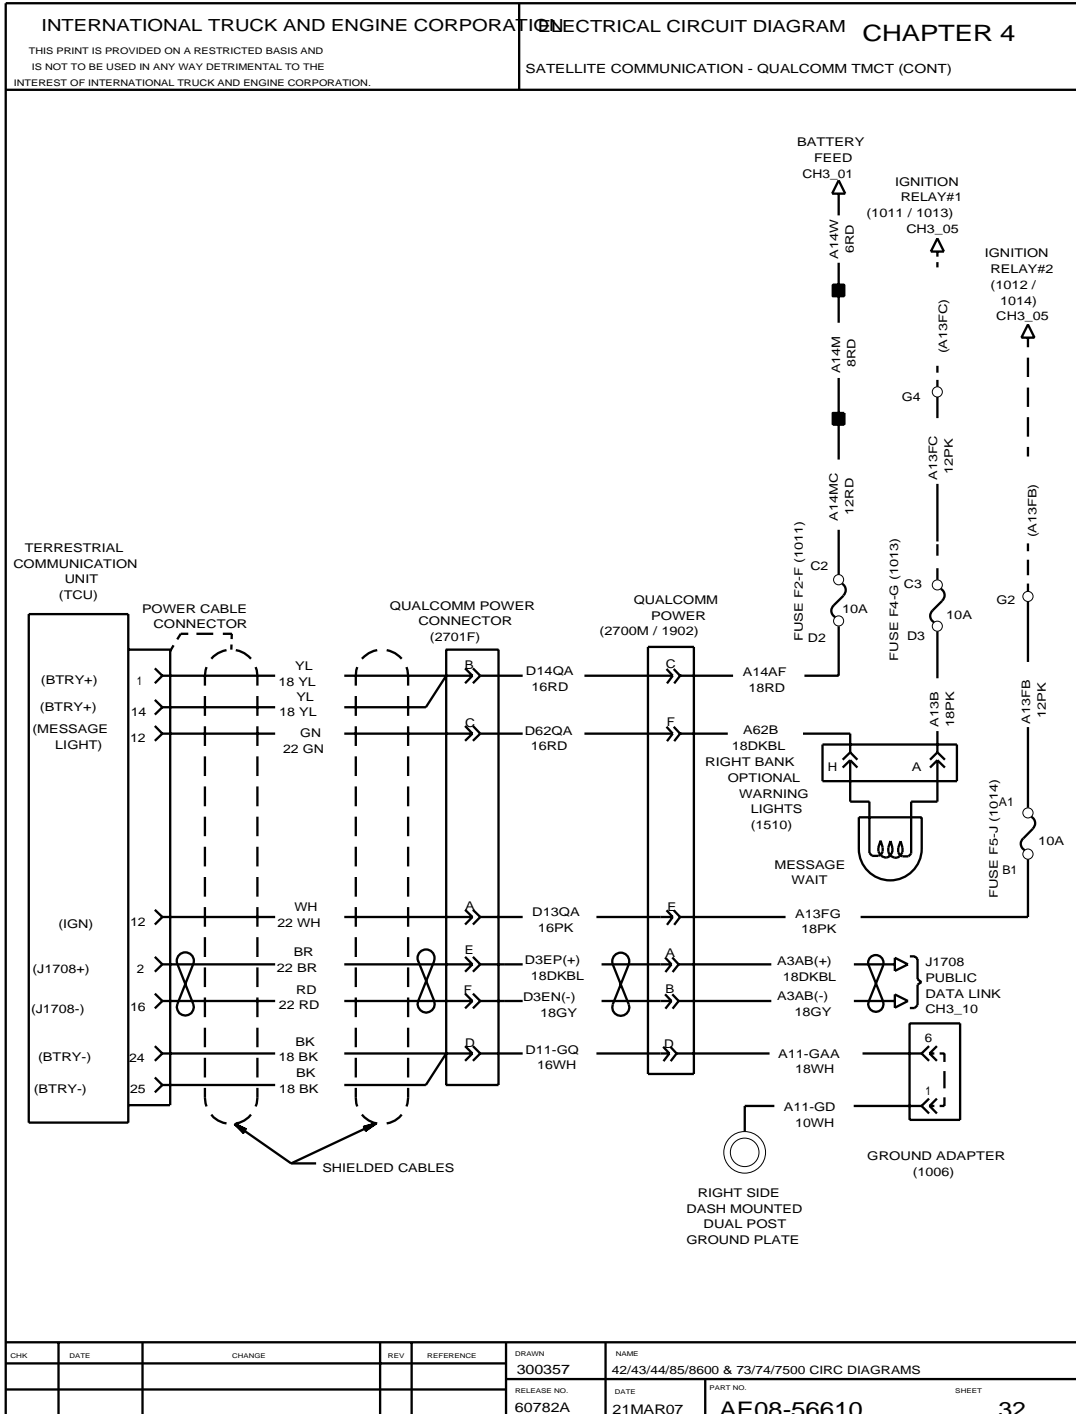 INTERNATIONAL TRUCK AND ENGINE CORPORATION
THIS PRINT IS PROVIDED ON A RESTRICTED BASIS AND
IS NOT TO BE USED IN ANY WAY DETRIMENTAL TO THE
INTEREST OF INTERNATIONAL TRUCK AND ENGINE CORPORATION.
ELECTRICAL CIRCUIT DIAGRAM
CHAPTER 4
SATELLITE COMMUNICATION - QUALCOMM TMCT (CONT)
BATTERY
FEED
CH3_01
IGNITION
RELAY#1
(1011 / 1013)
CH3_05
IGNITION
RELAY#2
(1012 /
1014)
CH3_05
A14W
6RD
A14M
8RD
(A13FC)
G4
A13FC
12PK
A14MC
12RD
(A13FB)
FUSE F2-F (1011)
C2
10A
D2
FUSE F4-G (1013)
C3
10A
D3
G2
TERRESTRIAL
COMMUNICATION
UNIT
(TCU)
POWER CABLE
CONNECTOR
QUALCOMM POWER
CONNECTOR
(2701F)
QUALCOMM
POWER
(2700M / 1902)
(BTRY+)
1
YL
18 YL
B
D14QA
16RD
C
A14AF
18RD
A13B
18PK
A13FB
12PK
(BTRY+)
14
YL
18 YL
(MESSAGE
LIGHT)
12
GN
22 GN
C
D62QA
16RD
F
A62B
18DKBL
RIGHT BANK
OPTIONAL
WARNING
LIGHTS
(1510)
H
A
MESSAGE
WAIT
FUSE F5-J (1014)
A1
10A
B1
(IGN)
12
WH
22 WH
A
D13QA
16PK
E
A13FG
18PK
(J1708+)
2
BR
22 BR
E
D3EP(+)
18DKBL
A
A3AB(+)
18DKBL
J1708
PUBLIC
DATA LINK
CH3_10
(J1708-)
16
RD
22 RD
F
D3EN(-)
18GY
B
A3AB(-)
18GY
(BTRY-)
24
BK
18 BK
D
D11-GQ
16WH
D
A11-GAA
18WH
6
(BTRY-)
25
BK
18 BK
A11-GD
10WH
1
SHIELDED CABLES
GROUND ADAPTER
(1006)
RIGHT SIDE
DASH MOUNTED
DUAL POST
GROUND PLATE
CHK
DATE
CHANGE
REV
REFERENCE
DRAWN
300357
NAME
42/43/44/85/8600 & 73/74/7500 CIRC DIAGRAMS
RELEASE NO.
60782A
DATE
21MAR07
PART NO.
AE08-56610
SHEET
32